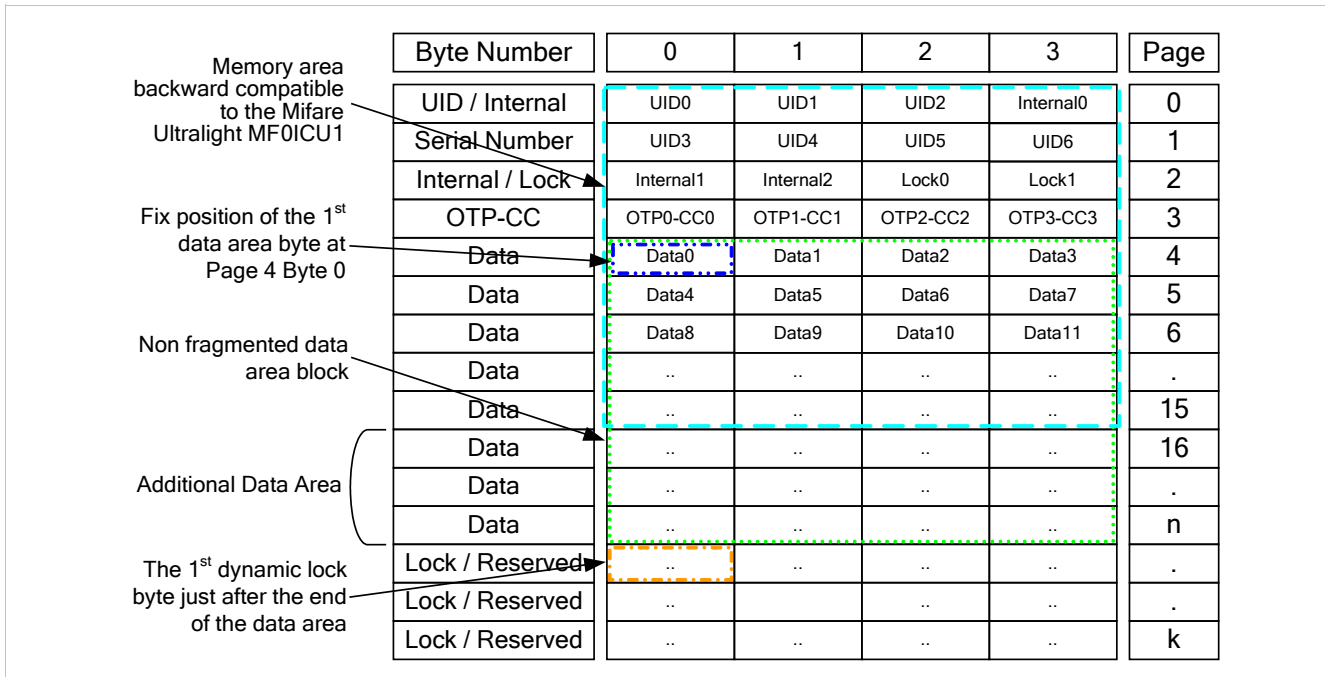 Byte Number 0 1 2 3 Page
Memory area
backward compatible
to the Mifare
Ultralight MF0ICU1
UID / Internal UID0 UID1 UID2 Internal0 0
Serial Number UID3 UID4 UID5 UID6 1
Internal / Lock Internal1 Internal2 Lock0 Lock1 2
OTP-CC OTP0-CC0 OTP1-CC1 OTP2-CC2 OTP3-CC3 3
Fix position of the 1st
data area byte at
Page 4 Byte 0
Data Data0 Data1 Data2 Data3 4
Data Data4 Data5 Data6 Data7 5
Data Data8 Data9 Data10 Data11 6
Non fragmented data
area block
Data .. .. .. .. .
Data .. .. .. .. 15
Data .. .. .. .. 16
Additional Data Area
Data .. .. .. .. .
Data .. .. .. .. n
The 1st dynamic lock
byte just after the end
of the data area
Lock / Reserved .. .. .. .. .
Lock / Reserved .. .. .. .
Lock / Reserved .. .. .. .. k